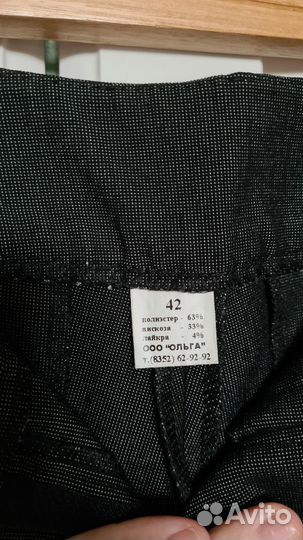 42
полиэстер - 63%
вискоза - 33%
лайкра - 4%
ООО "ОЛЬГА"
т.(8352) 62-92-92
Avito